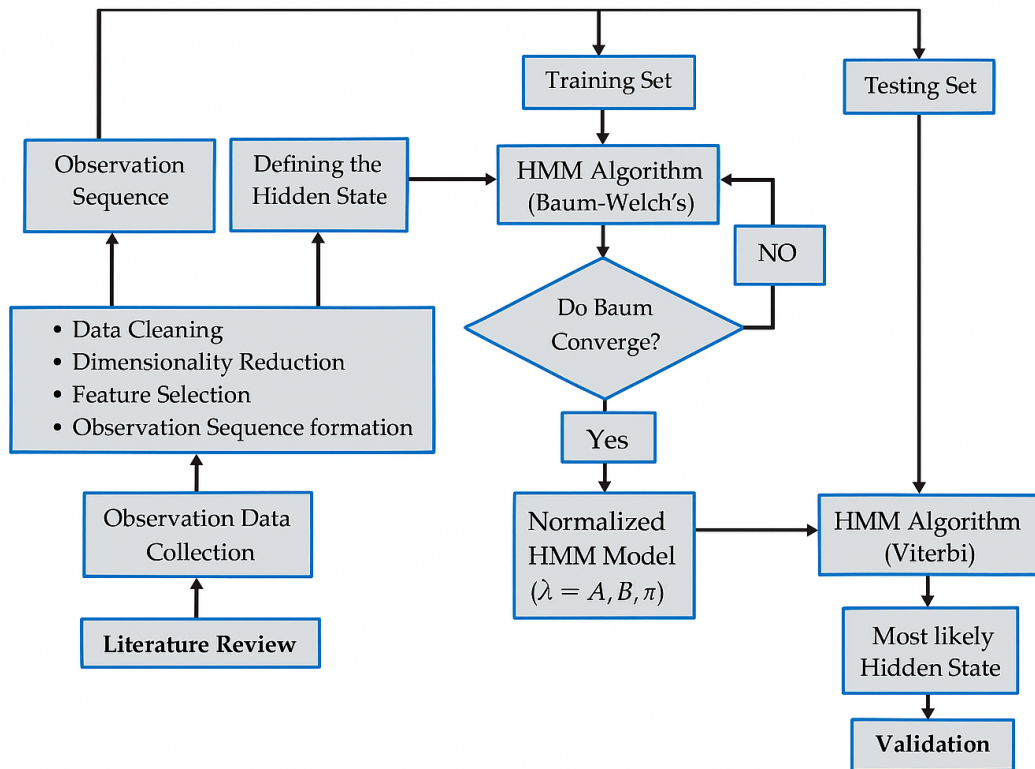 Training Set
Testing Set
Observation
Sequence
Defining the
Hidden State
HMM Algorithm
(Baum-Welch's)
NO
Do Baum
Converge?
• Data Cleaning
• Dimensionality Reduction
• Feature Selection
• Observation Sequence formation
Yes
Observation Data
Collection
Normalized
HMM Model
(λ = A, B, π)
HMM Algorithm
(Viterbi)
Literature Review
Most likely
Hidden State
Validation